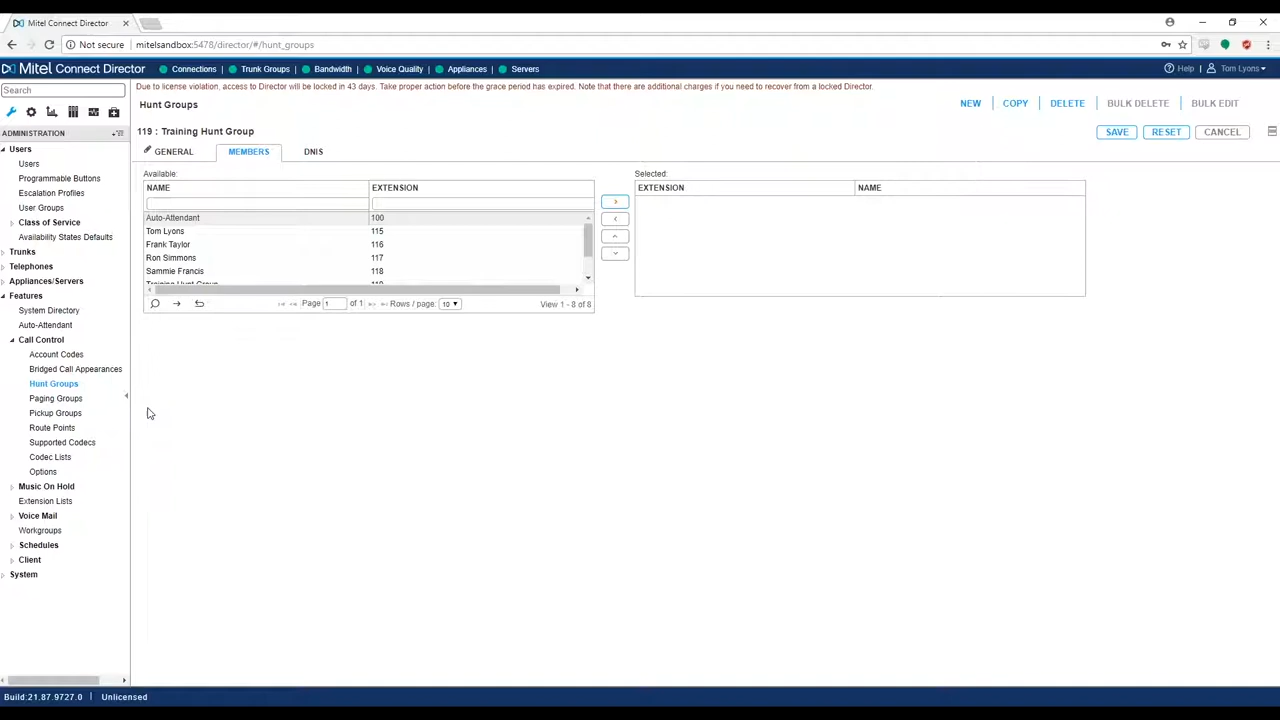 Mitel Connect Director
Not secure mitelsandbox:5478/director/#/hunt_groups
Mitel Connect Director Connections Trunk Groups Bandwidth Voice Quality Appliances Servers Help Tom Lyons
Search
Due to license violation, access to Director will be locked in 43 days. Take proper action before the grace period has expired. Note that there are additional charges if you need to recover from a locked Director.
Hunt Groups NEW COPY DELETE BULK DELETE BULK EDIT
119 : Training Hunt Group SAVE RESET CANCEL
GENERAL MEMBERS DNIS
ADMINISTRATION
Users
Users
Programmable Buttons
Escalation Profiles
User Groups
Class of Service
Availability States Defaults
Trunks
Telephones
Appliances/Servers
Features
System Directory
Auto-Attendant
Call Control
Account Codes
Bridged Call Appearances
Hunt Groups
Paging Groups
Pickup Groups
Route Points
Supported Codecs
Codec Lists
Options
Music On Hold
Extension Lists
Voice Mail
Workgroups
Schedules
Client
System
Available:
NAME EXTENSION
Auto-Attendant 100
Tom Lyons 115
Frank Taylor 116
Ron Simmons 117
Sammie Francis 118
Training Hunt Group 119
Page 1 of 1 Rows / page: 10 View 1 - 8 of 8
Selected:
EXTENSION NAME
Build:21.87.9727.0 Unlicensed